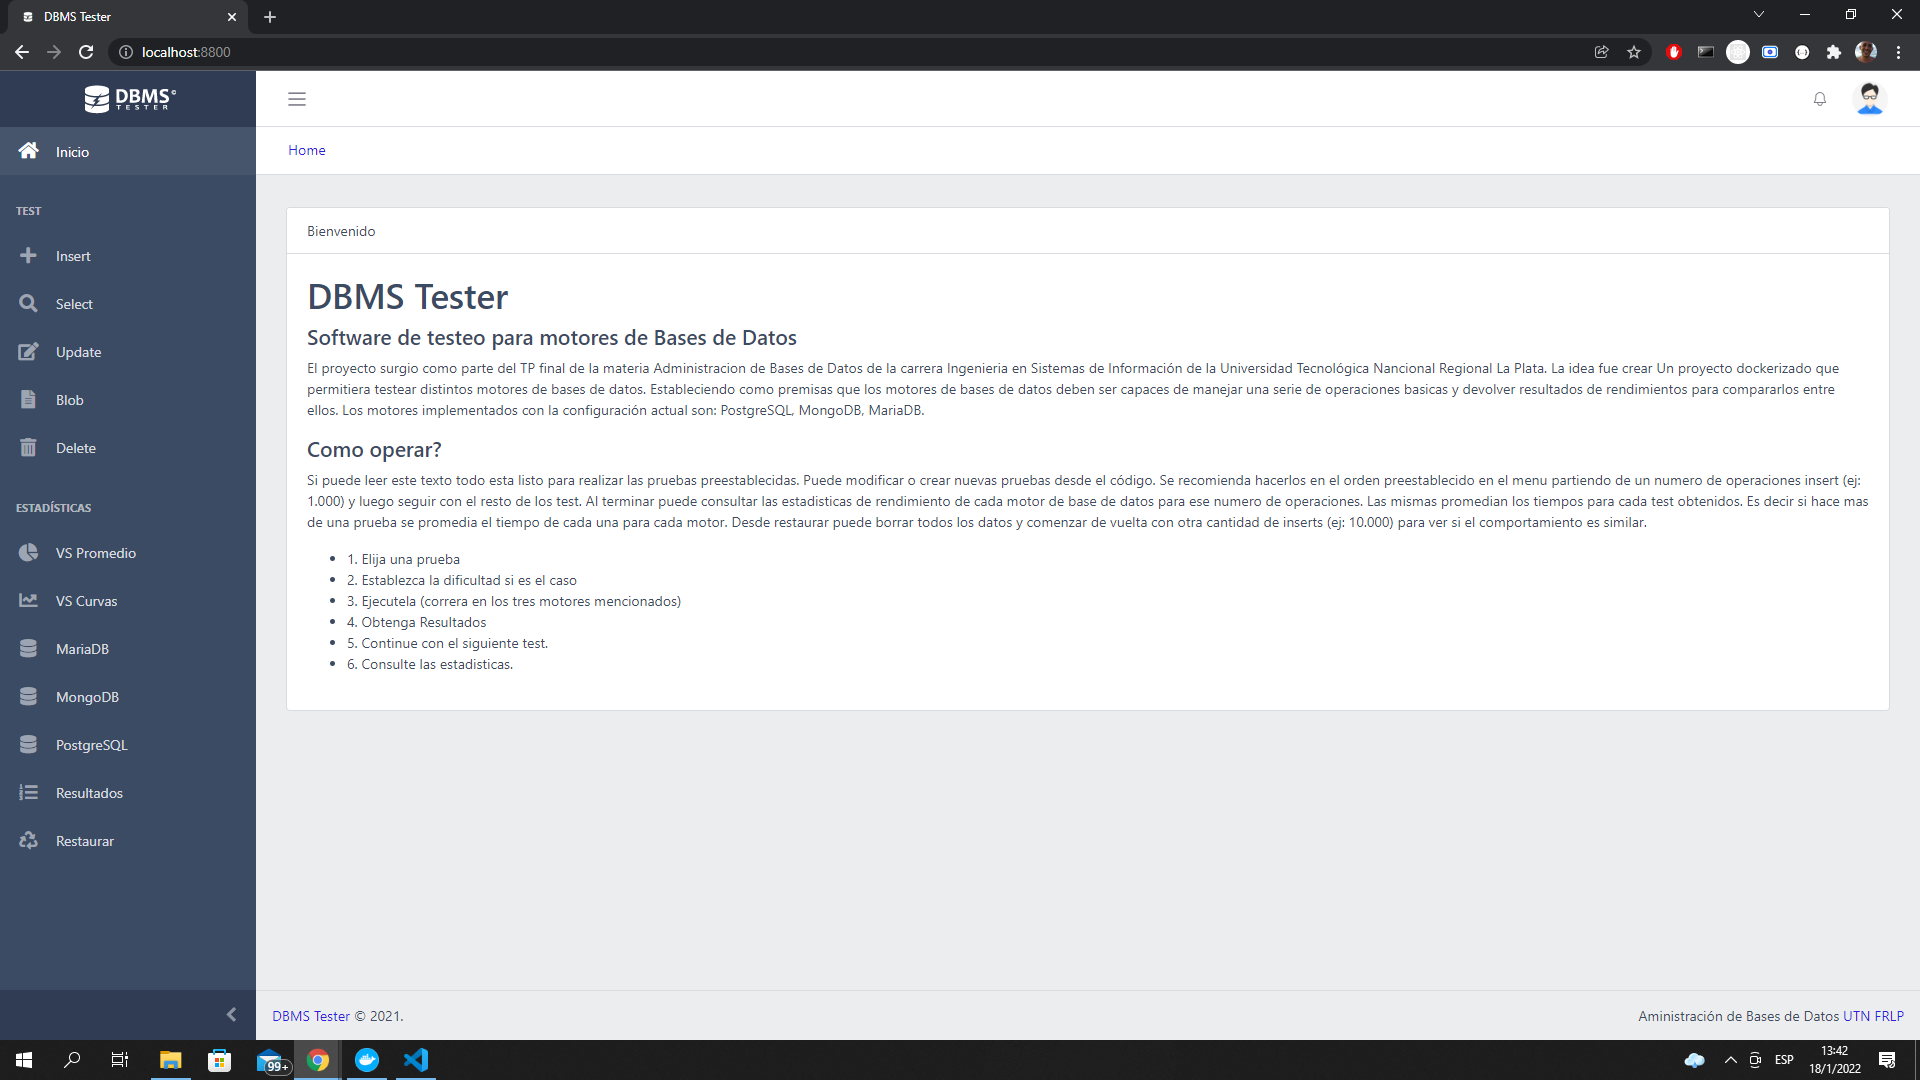 DBMS Tester
localhost:8800
DBMS©
TESTER
Inicio
TEST
Insert
Select
Update
Blob
Delete
ESTADÍSTICAS
VS Promedio
VS Curvas
MariaDB
MongoDB
PostgreSQL
Resultados
Restaurar
Home
Bienvenido
DBMS Tester
Software de testeo para motores de Bases de Datos
El proyecto surgio como parte del TP final de la materia Administracion de Bases de Datos de la carrera Ingenieria en Sistemas de Información de la Universidad Tecnológica Nancional Regional La Plata. La idea fue crear Un proyecto dockerizado que
permitiera testear distintos motores de bases de datos. Estableciendo como premisas que los motores de bases de datos deben ser capaces de manejar una serie de operaciones basicas y devolver resultados de rendimientos para compararlos entre
ellos. Los motores implementados con la configuración actual son: PostgreSQL, MongoDB, MariaDB.
Como operar?
Si puede leer este texto todo esta listo para realizar las pruebas preestablecidas. Puede modificar o crear nuevas pruebas desde el código. Se recomienda hacerlos en el orden preestablecido en el menu partiendo de un numero de operaciones insert (ej:
1.000) y luego seguir con el resto de los test. Al terminar puede consultar las estadisticas de rendimiento de cada motor de base de datos para ese numero de operaciones. Las mismas promedian los tiempos para cada test obtenidos. Es decir si hace mas
de una prueba se promedia el tiempo de cada una para cada motor. Desde restaurar puede borrar todos los datos y comenzar de vuelta con otra cantidad de inserts (ej: 10.000) para ver si el comportamiento es similar.
• 1. Elija una prueba
• 2. Establezca la dificultad si es el caso
• 3. Ejecutela (correra en los tres motores mencionados)
• 4. Obtenga Resultados
• 5. Continue con el siguiente test.
• 6. Consulte las estadisticas.
DBMS Tester © 2021.
Aministración de Bases de Datos UTN FRLP
99+
ESP
13:42
18/1/2022